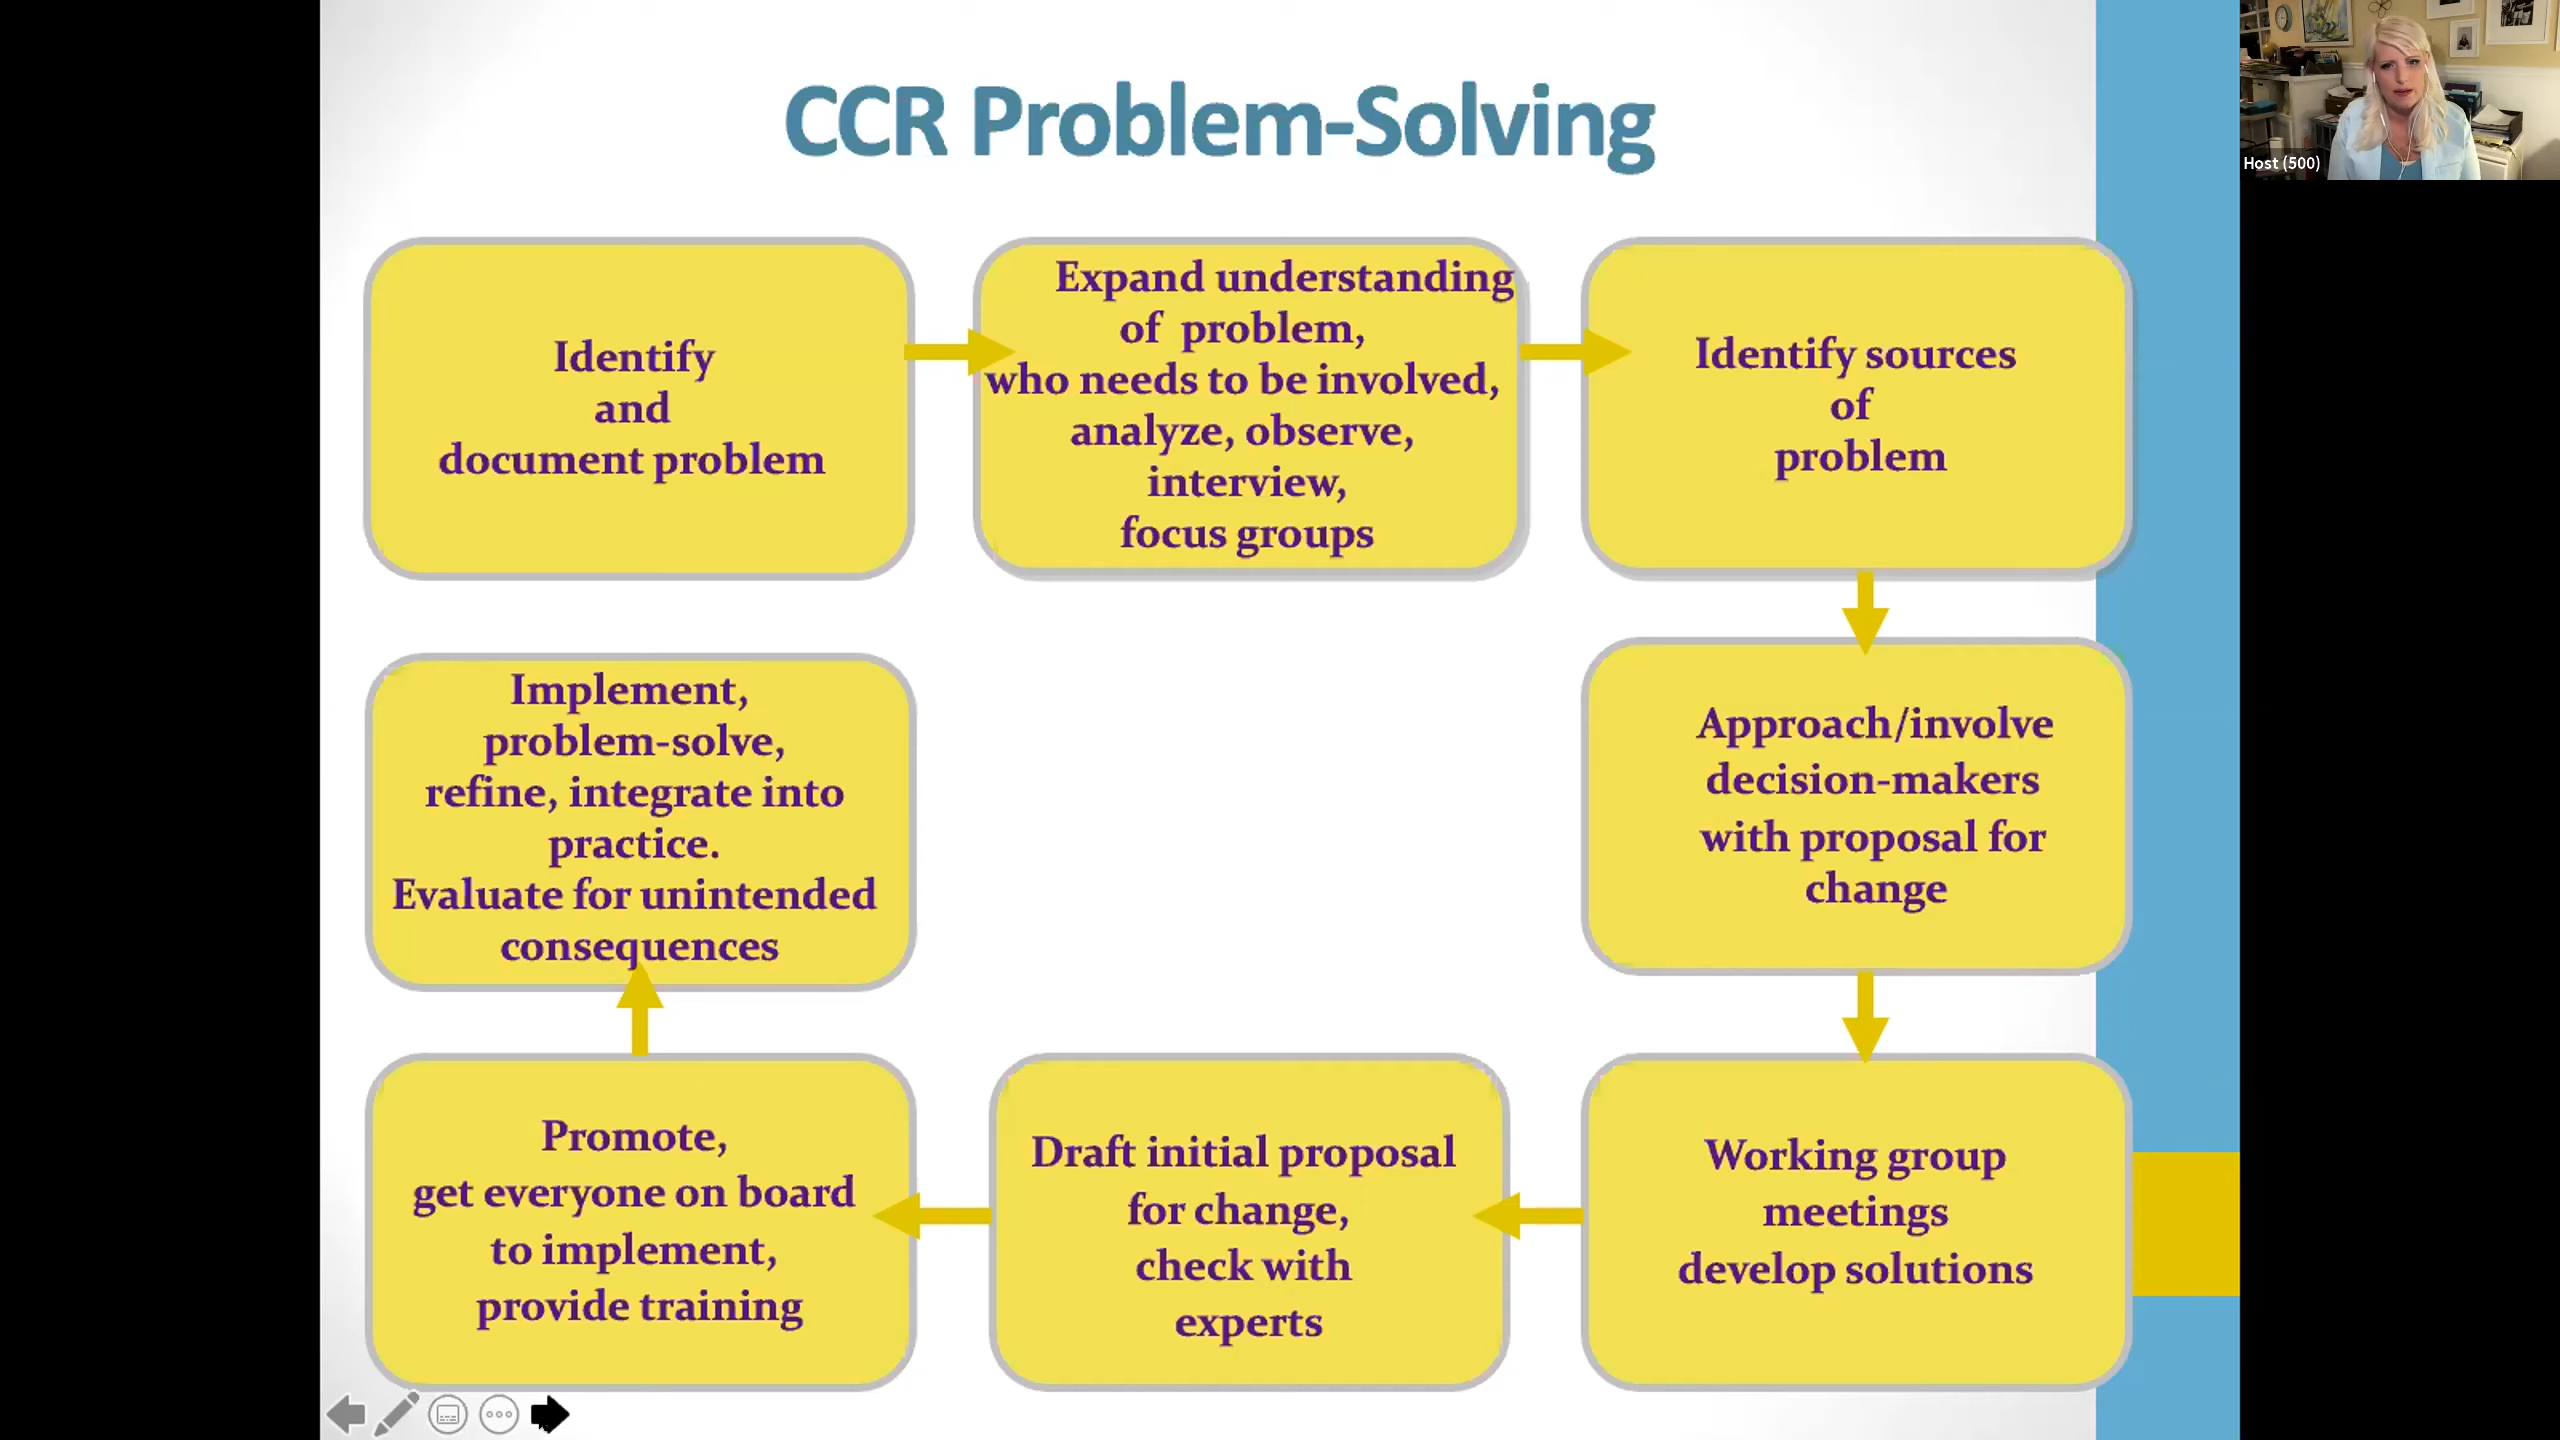 CCR Problem-Solving
Host (500)
Identify
and
document problem
Expand understanding
of problem,
who needs to be involved,
analyze, observe,
interview,
focus groups
Identify sources
of
problem
Approach/involve
decision-makers
with proposal for
change
Working group
meetings
develop solutions
Draft initial proposal
for change,
check with
experts
Promote,
get everyone on board
to implement,
provide training
Implement,
problem-solve,
refine, integrate into
practice.
Evaluate for unintended
consequences